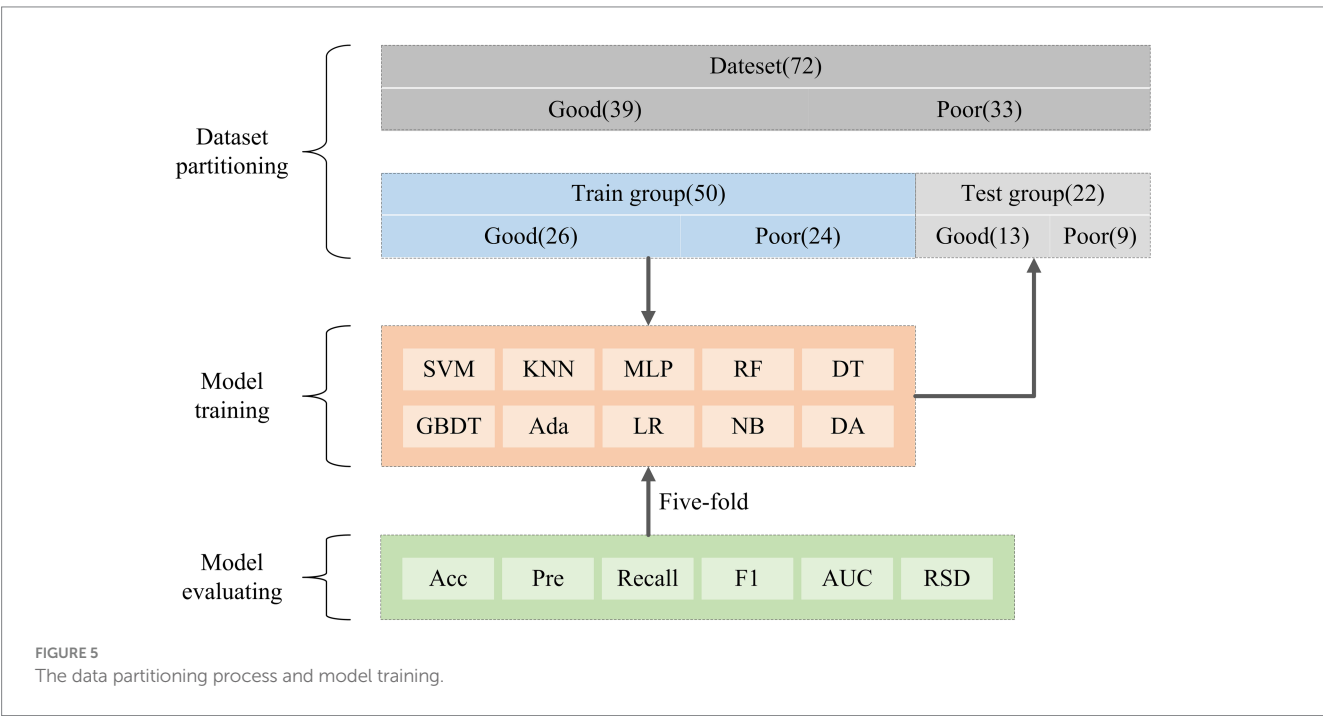 Dateset(72)
Good(39) Poor(33)
Dataset
partitioning
Train group(50) Test group(22)
Good(26) Poor(24) Good(13) Poor(9)
Model
training
SVM KNN MLP RF DT
GBDT Ada LR NB DA
Five-fold
Model
evaluating
Acc Pre Recall F1 AUC RSD
FIGURE 5
The data partitioning process and model training.